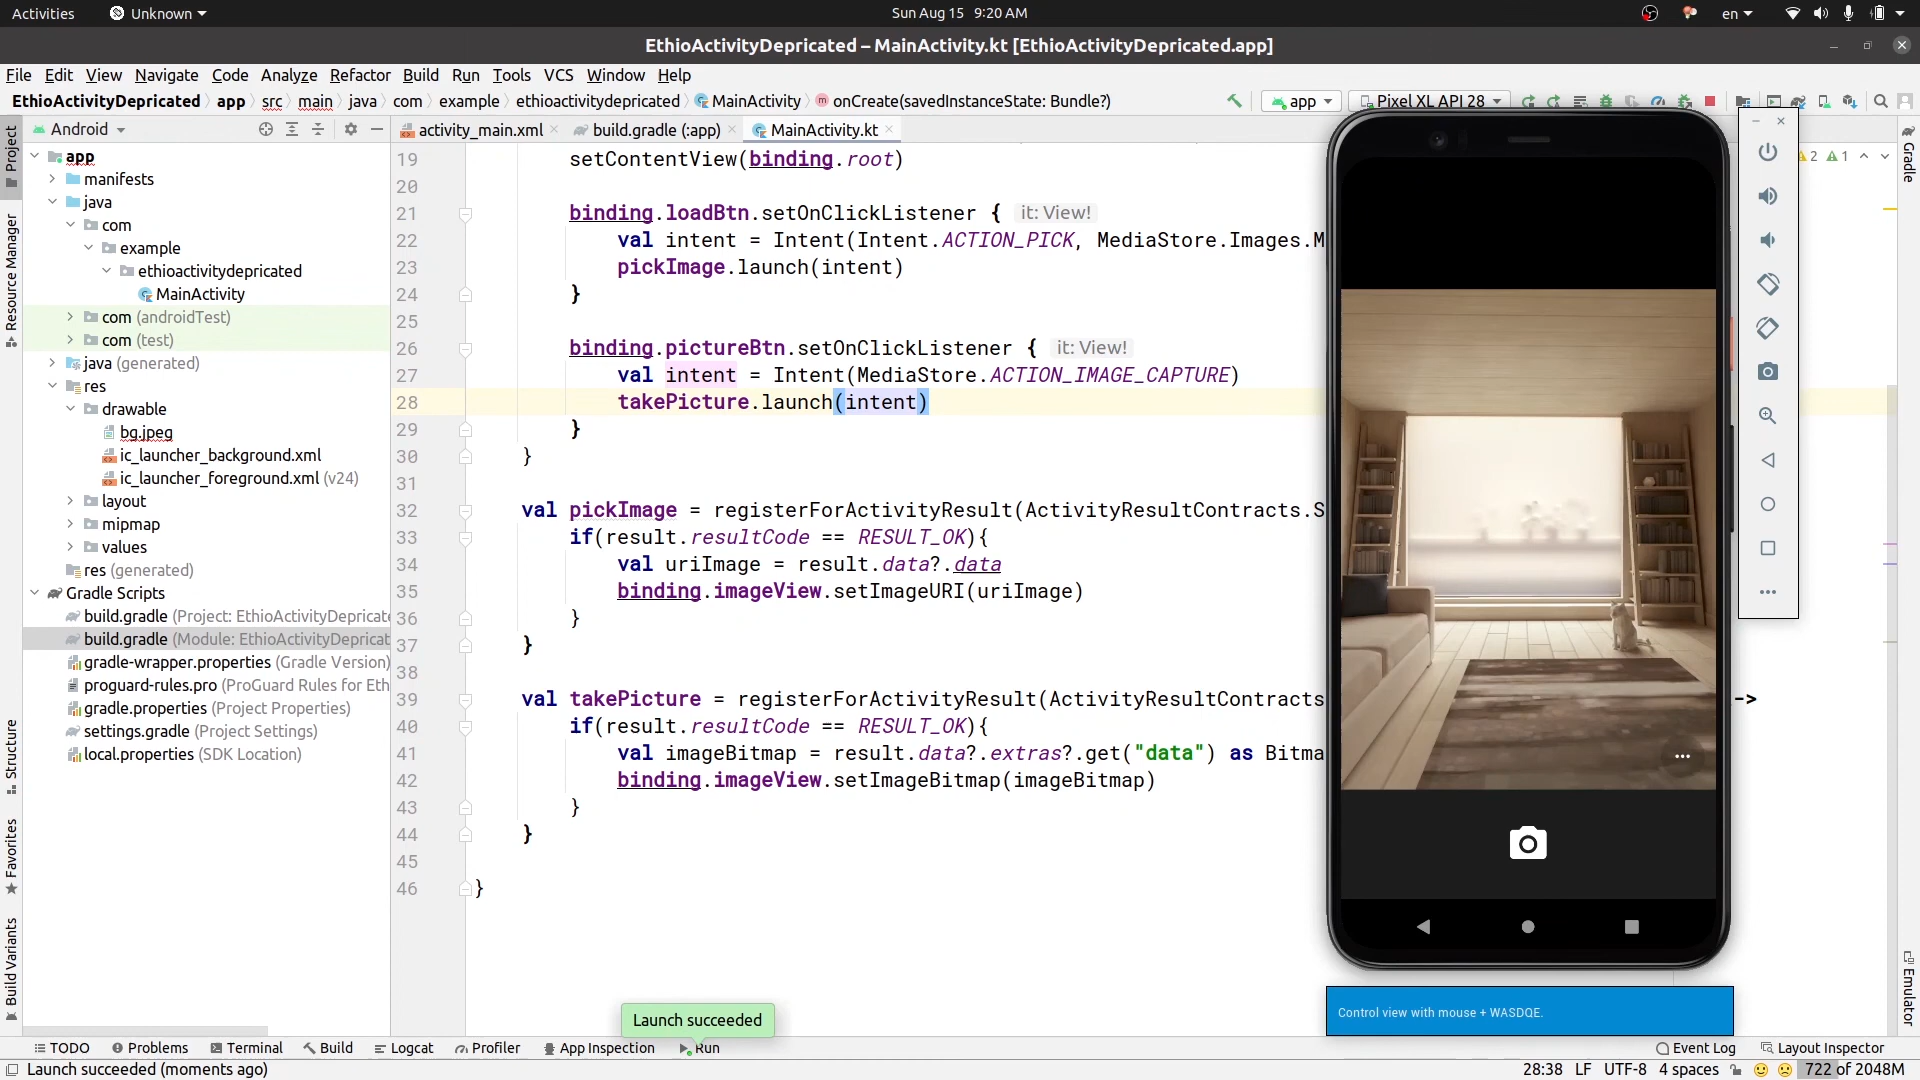 Activities Unknown Sun Aug 15 9:20 AM en
EthioActivityDepricated – MainActivity.kt [EthioActivityDepricated.app]
File Edit View Navigate Code Analyze Refactor Build Run Tools VCS Window Help
EthioActivityDepricated app src main java com example ethioactivitydepricated MainActivity onCreate(savedInstanceState: Bundle?) app Pixel XL API 28
Android activity_main.xml build.gradle (:app) MainActivity.kt
Project
Resource Manager
Structure
Favorites
Build Variants
app
manifests
java
com
example
ethioactivitydepricated
MainActivity
com (androidTest)
com (test)
java (generated)
res
drawable
bg.jpeg
ic_launcher_background.xml
ic_launcher_foreground.xml (v24)
layout
mipmap
values
res (generated)
Gradle Scripts
build.gradle (Project: EthioActivityDepricate
build.gradle (Module: EthioActivityDepricat
gradle-wrapper.properties (Gradle Version)
proguard-rules.pro (ProGuard Rules for Eth
gradle.properties (Project Properties)
settings.gradle (Project Settings)
local.properties (SDK Location)
19 setContentView(binding.root)
20
21 binding.loadBtn.setOnClickListener { it: View!
22 val intent = Intent(Intent.ACTION_PICK, MediaStore.Images.M
23 pickImage.launch(intent)
24 }
25
26 binding.pictureBtn.setOnClickListener { it: View!
27 val intent = Intent(MediaStore.ACTION_IMAGE_CAPTURE)
28 takePicture.launch(intent)
29 }
30 }
31
32 val pickImage = registerForActivityResult(ActivityResultContracts.S
33 if(result.resultCode == RESULT_OK){
34 val uriImage = result.data?.data
35 binding.imageView.setImageURI(uriImage)
36 }
37 }
38
39 val takePicture = registerForActivityResult(ActivityResultContracts ->
40 if(result.resultCode == RESULT_OK){
41 val imageBitmap = result.data?.extras?.get("data") as Bitma
42 binding.imageView.setImageBitmap(imageBitmap)
43 }
44 }
45
46 }
2 1
Gradle
Emulator
Control view with mouse + WASDQE.
Launch succeeded
TODO Problems Terminal Build Logcat Profiler App Inspection Run Event Log Layout Inspector
Launch succeeded (moments ago) 28:38 LF UTF-8 4 spaces 722 of 2048M